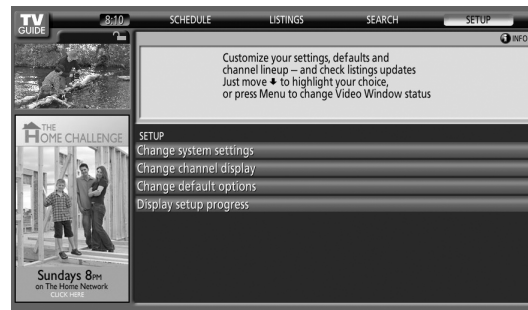 TV
GUIDE
8:10
SCHEDULE
LISTINGS
SEARCH
SETUP
i INFO
Customize your settings, defaults and
channel lineup – and check listings updates
Just move ↓ to highlight your choice,
or press Menu to change Video Window status
THE
HOME CHALLENGE
Sundays 8PM
on The Home Network
CLICK HERE
SETUP
Change system settings
Change channel display
Change default options
Display setup progress